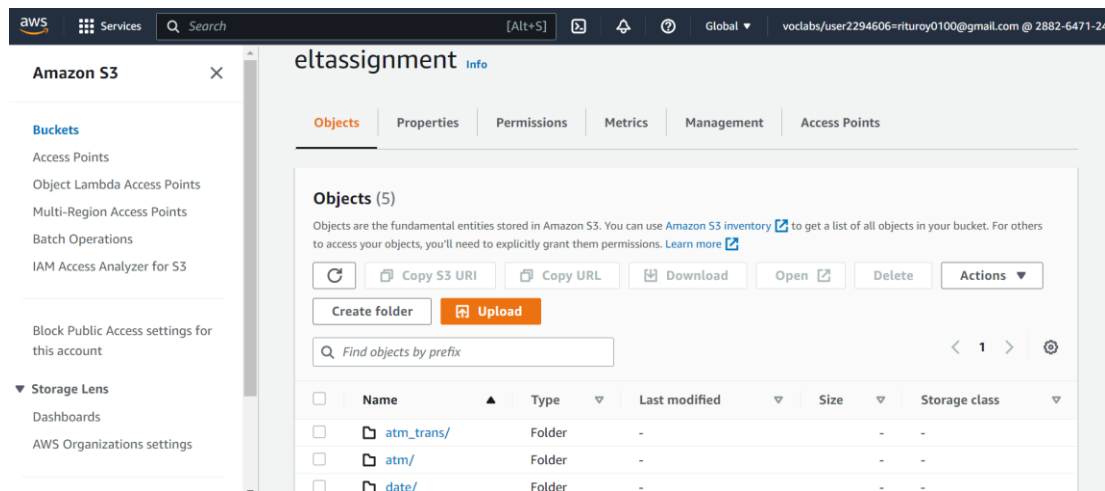 aws Services Search [Alt+S] Global voclabs/user2294606=rituroy0100@gmail.com @ 2882-6471-24
Amazon S3
Buckets
Access Points
Object Lambda Access Points
Multi-Region Access Points
Batch Operations
IAM Access Analyzer for S3
Block Public Access settings for
this account
Storage Lens
Dashboards
AWS Organizations settings
eltassignment Info
Objects Properties Permissions Metrics Management Access Points
Objects (5)
Objects are the fundamental entities stored in Amazon S3. You can use Amazon S3 inventory to get a list of all objects in your bucket. For others
to access your objects, you'll need to explicitly grant them permissions. Learn more
Copy S3 URI Copy URL Download Open Delete Actions
Create folder Upload
Find objects by prefix 1
Name Type Last modified Size Storage class
atm_trans/ Folder - - -
atm/ Folder - - -
date/ Folder - - -